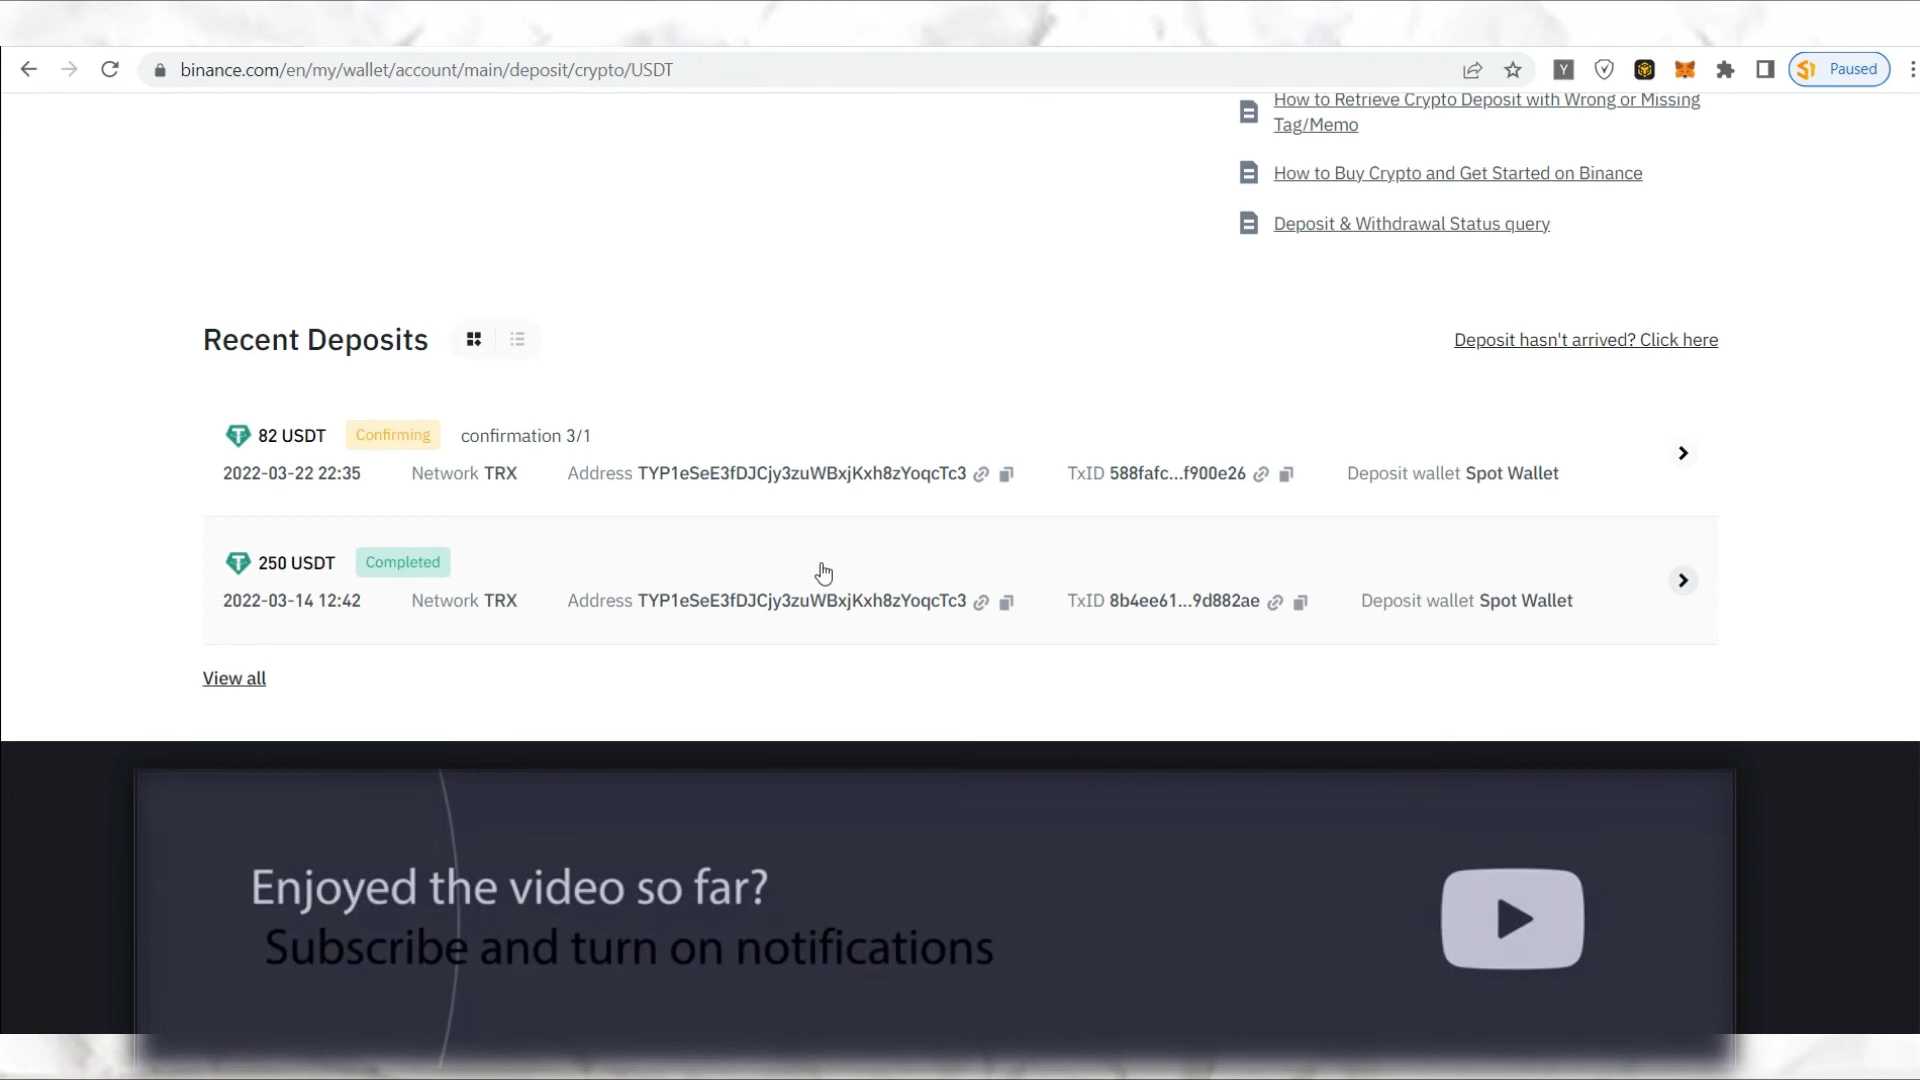 binance.com/en/my/wallet/account/main/deposit/crypto/USDT
Y
Paused
How to Retrieve Crypto Deposit with Wrong or Missing
Tag/Memo
How to Buy Crypto and Get Started on Binance
Deposit & Withdrawal Status query
Recent Deposits
Deposit hasn't arrived? Click here
82 USDT Confirming confirmation 3/1
2022-03-22 22:35 Network TRX Address TYP1eSeE3fDJCjy3zuWBxjKxh8zYoqcTc3 TxID 588fafc...f900e26 Deposit wallet Spot Wallet
250 USDT Completed
2022-03-14 12:42 Network TRX Address TYP1eSeE3fDJCjy3zuWBxjKxh8zYoqcTc3 TxID 8b4ee61...9d882ae Deposit wallet Spot Wallet
View all
Enjoyed the video so far?
Subscribe and turn on notifications